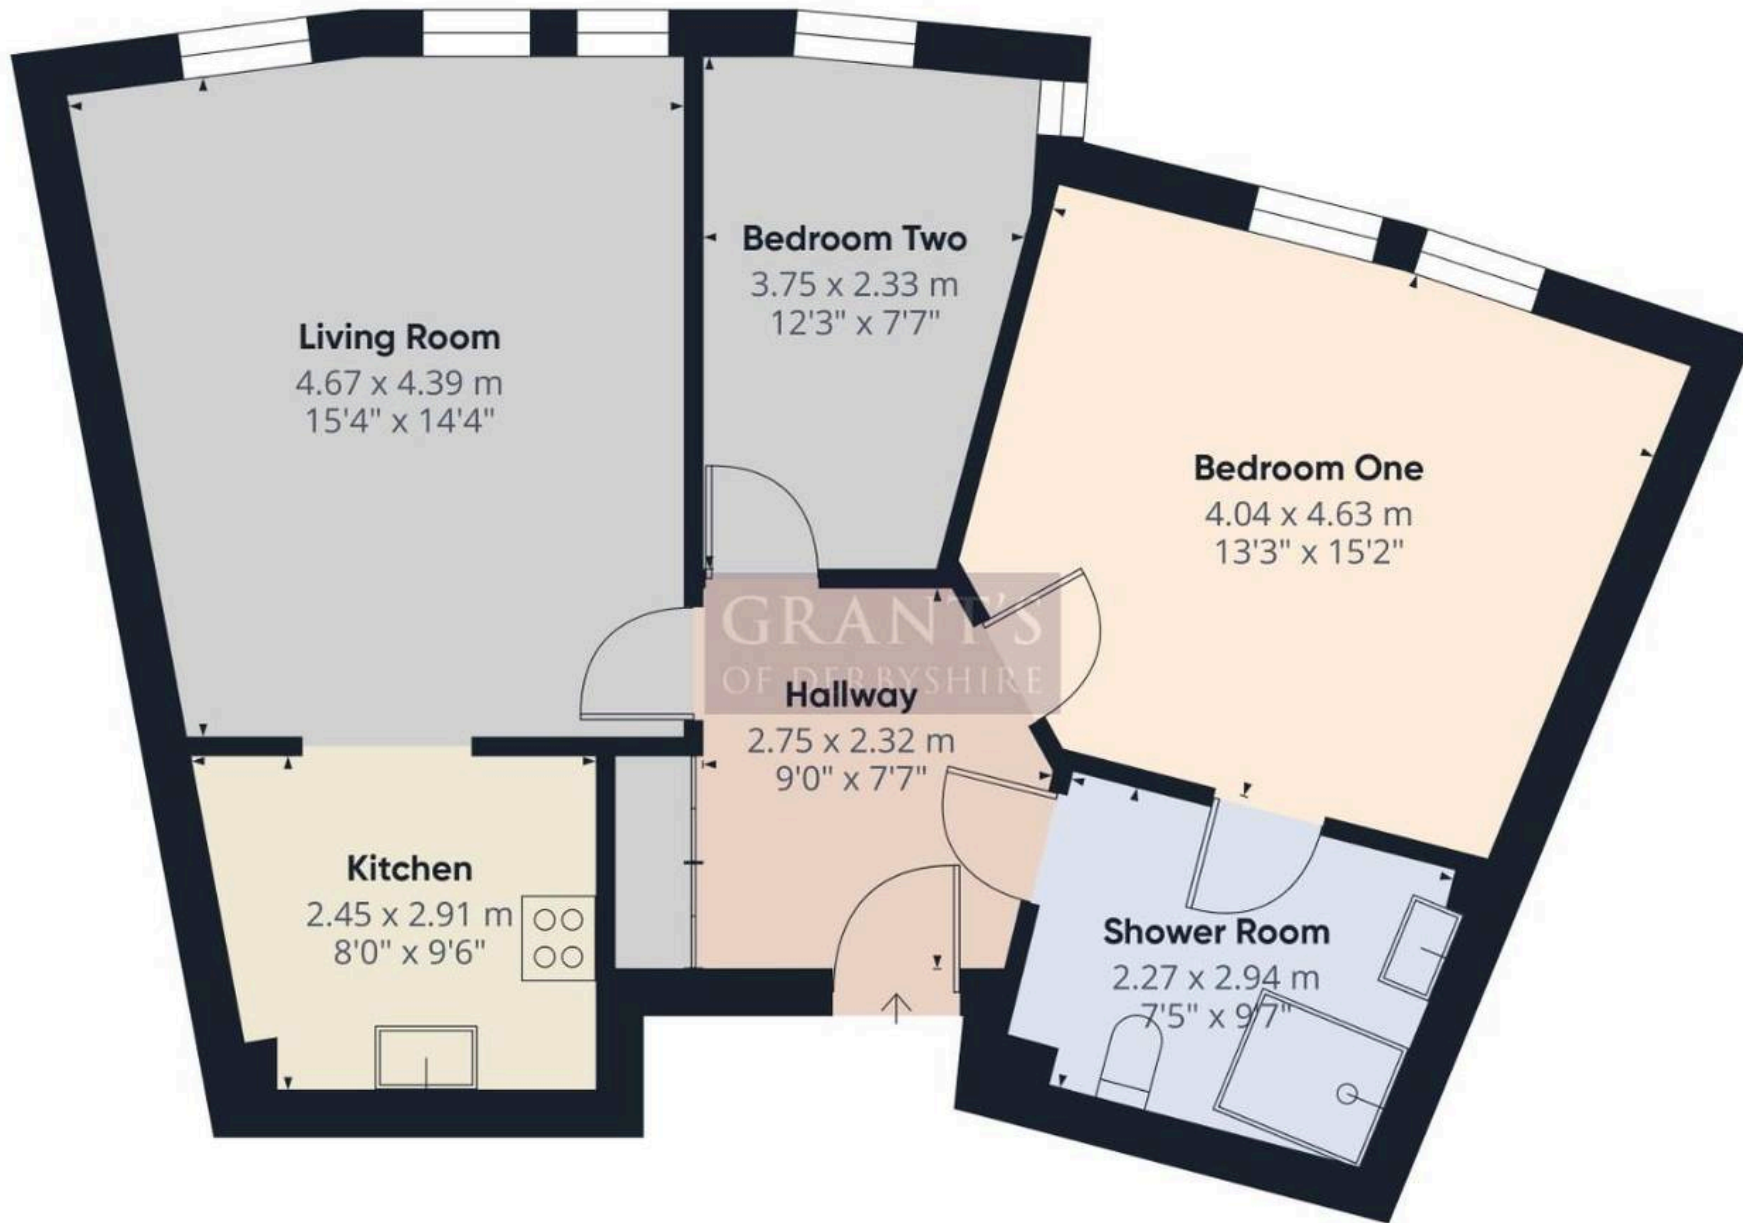 Living Room
4.67 x 4.39 m
15'4" x 14'4"
Bedroom Two
3.75 x 2.33 m
12'3" x 7'7"
Bedroom One
4.04 x 4.63 m
13'3" x 15'2"
GRANT'S
OF DERBYSHIRE
Hallway
2.75 x 2.32 m
9'0" x 7'7"
Kitchen
2.45 x 2.91 m
8'0" x 9'6"
Shower Room
2.27 x 2.94 m
7'5" x 9'7"